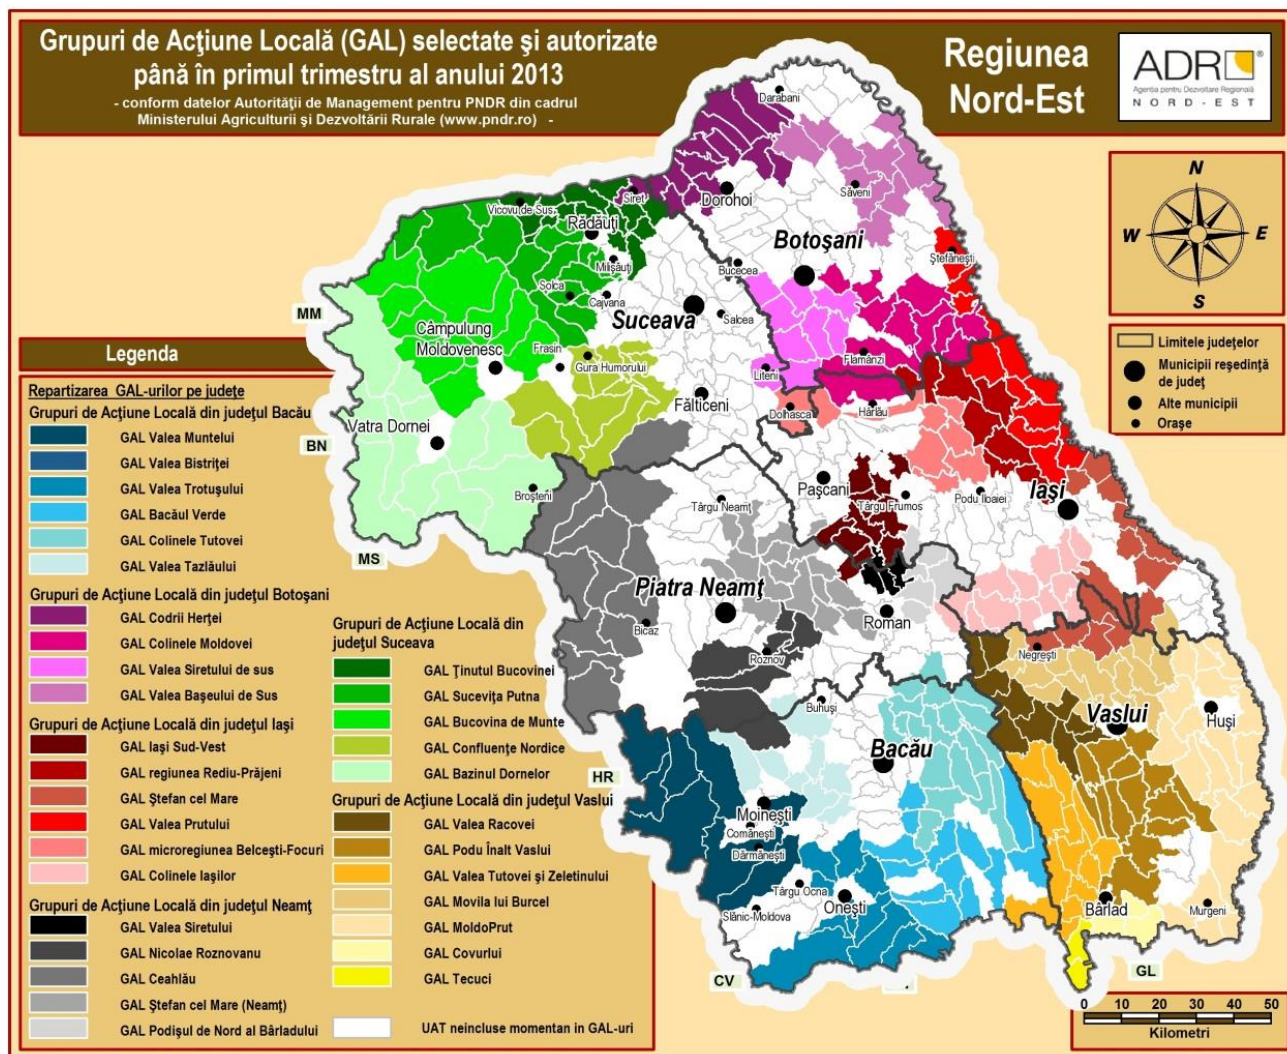 Grupuri de Acţiune Locală (GAL) selectate şi autorizate
până în primul trimestru al anului 2013
- conform datelor Autorităţii de Management pentru PNDR din cadrul
Ministerului Agriculturii şi Dezvoltării Rurale (www.pndr.ro) -
Regiunea
Nord-Est
ADR
Agenţia pentru Dezvoltare Regională
NORD-EST
N
W
E
S
Limitele judeţelor
Municipii reşedinţă
de judeţ
Alte municipii
Oraşe
Darabani
Dorohoi
Săveni
Siret
Vicovu de Sus
Rădăuţi
Botoşani
Ştefăneşti
Milişăuţi
Bucecea
Solca
Cajvana
Suceava
Salcea
MM
Câmpulung
Moldovenesc
Frasin
Gura Humorului
Liteni
Flamânzi
Fălticeni
Dolhasca
Hârlău
Vatra Dornei
BN
Broşteni
Paşcani
Târgu Frumos
Podu Iloaiei
Iaşi
Târgu Neamţ
MS
Piatra Neamţ
Roman
Bicaz
Roznov
Negreşti
Buhuşi
Vaslui
Huşi
Bacău
HR
Moineşti
Comăneşti
Dărmăneşti
Târgu Ocna
Slănic-Moldova
Oneşti
Bârlad
Murgeni
CV
GL
Legenda
Repartizarea GAL-urilor pe judeţe
Grupuri de Acţiune Locală din judeţul Bacău
GAL Valea Muntelui
GAL Valea Bistriţei
GAL Valea Trotuşului
GAL Bacăul Verde
GAL Colinele Tutovei
GAL Valea Tazlăului
Grupuri de Acţiune Locală din judeţul Botoşani
GAL Codrii Herţei
GAL Colinele Moldovei
GAL Valea Siretului de sus
GAL Valea Başeului de Sus
Grupuri de Acţiune Locală din judeţul Iaşi
GAL Iaşi Sud-Vest
GAL regiunea Rediu-Prăjeni
GAL Ştefan cel Mare
GAL Valea Prutului
GAL microregiunea Belceşti-Focuri
GAL Colinele Iaşilor
Grupuri de Acţiune Locală din judeţul Neamţ
GAL Valea Siretului
GAL Nicolae Roznovanu
GAL Ceahlău
GAL Ştefan cel Mare (Neamţ)
GAL Podişul de Nord al Bârladului
Grupuri de Acţiune Locală din
judeţul Suceava
GAL Ţinutul Bucovinei
GAL Suceviţa Putna
GAL Bucovina de Munte
GAL Confluenţe Nordice
GAL Bazinul Dornelor
Grupuri de Acţiune Locală din judeţul Vaslui
GAL Valea Racovei
GAL Podu Înalt Vaslui
GAL Valea Tutovei şi Zeletinului
GAL Movila lui Burcel
GAL MoldoPrut
GAL Covurlui
GAL Tecuci
UAT neincluse momentan in GAL-uri
0 10 20 30 40 50
Kilometri